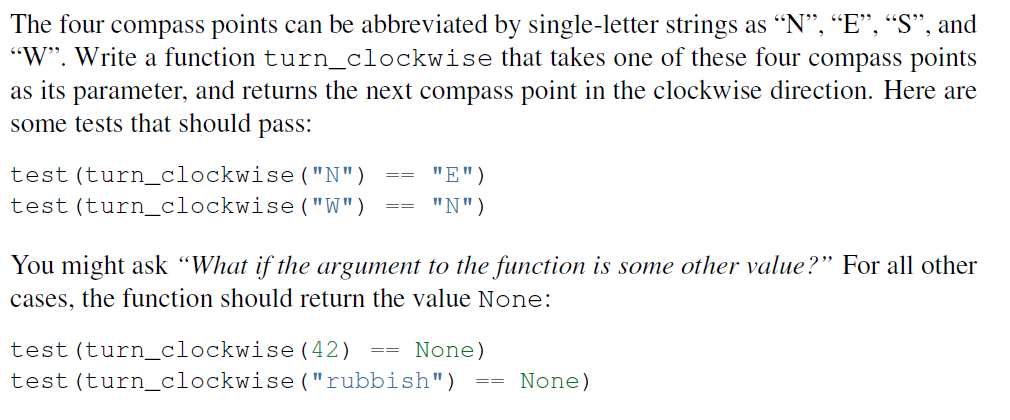 The four compass points can be abbreviated by single-letter strings as “N”, “E”, “S”, and
“W”. Write a function turn_clockwise that takes one of these four compass points
as its parameter, and returns the next compass point in the clockwise direction. Here are
some tests that should pass:
test(turn_clockwise("N") == "E")
test(turn_clockwise("W") == "N")
You might ask “What if the argument to the function is some other value?” For all other
cases, the function should return the value None:
test(turn_clockwise(42) == None)
test(turn_clockwise("rubbish") == None)